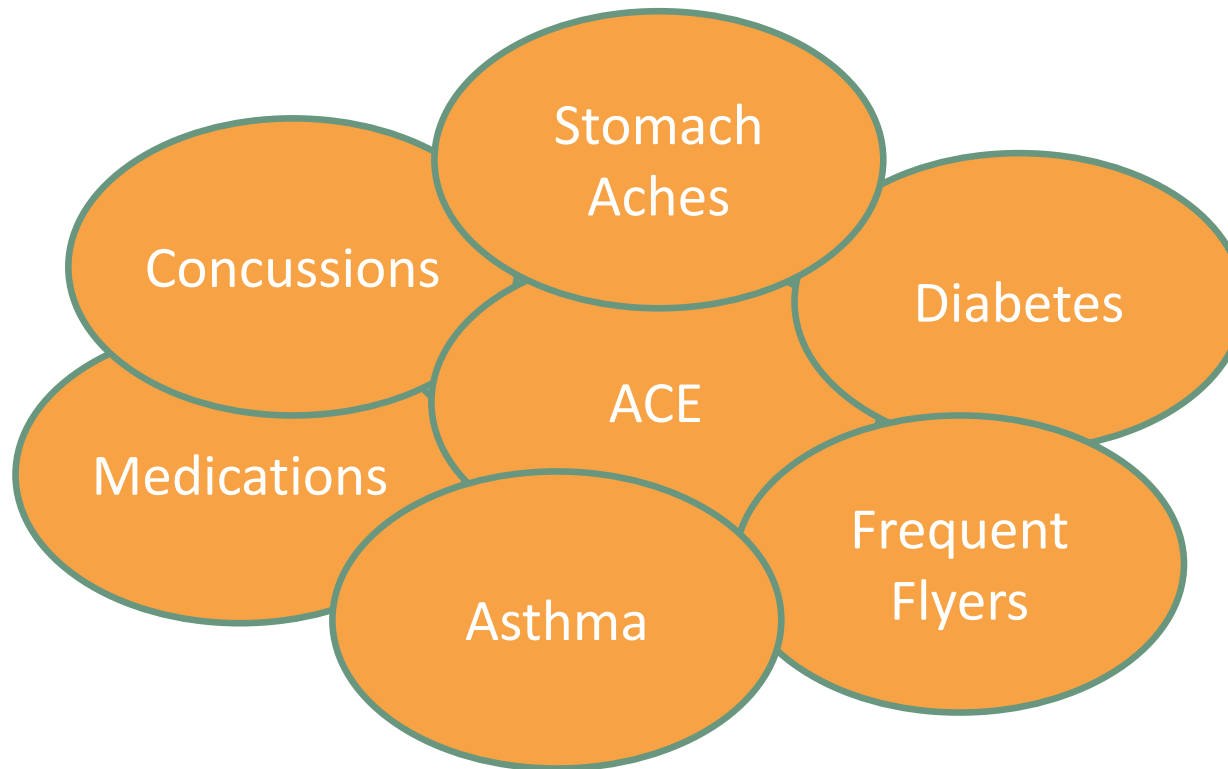 Stomach
Aches
Concussions
Diabetes
ACE
Medications
Frequent
Flyers
Asthma